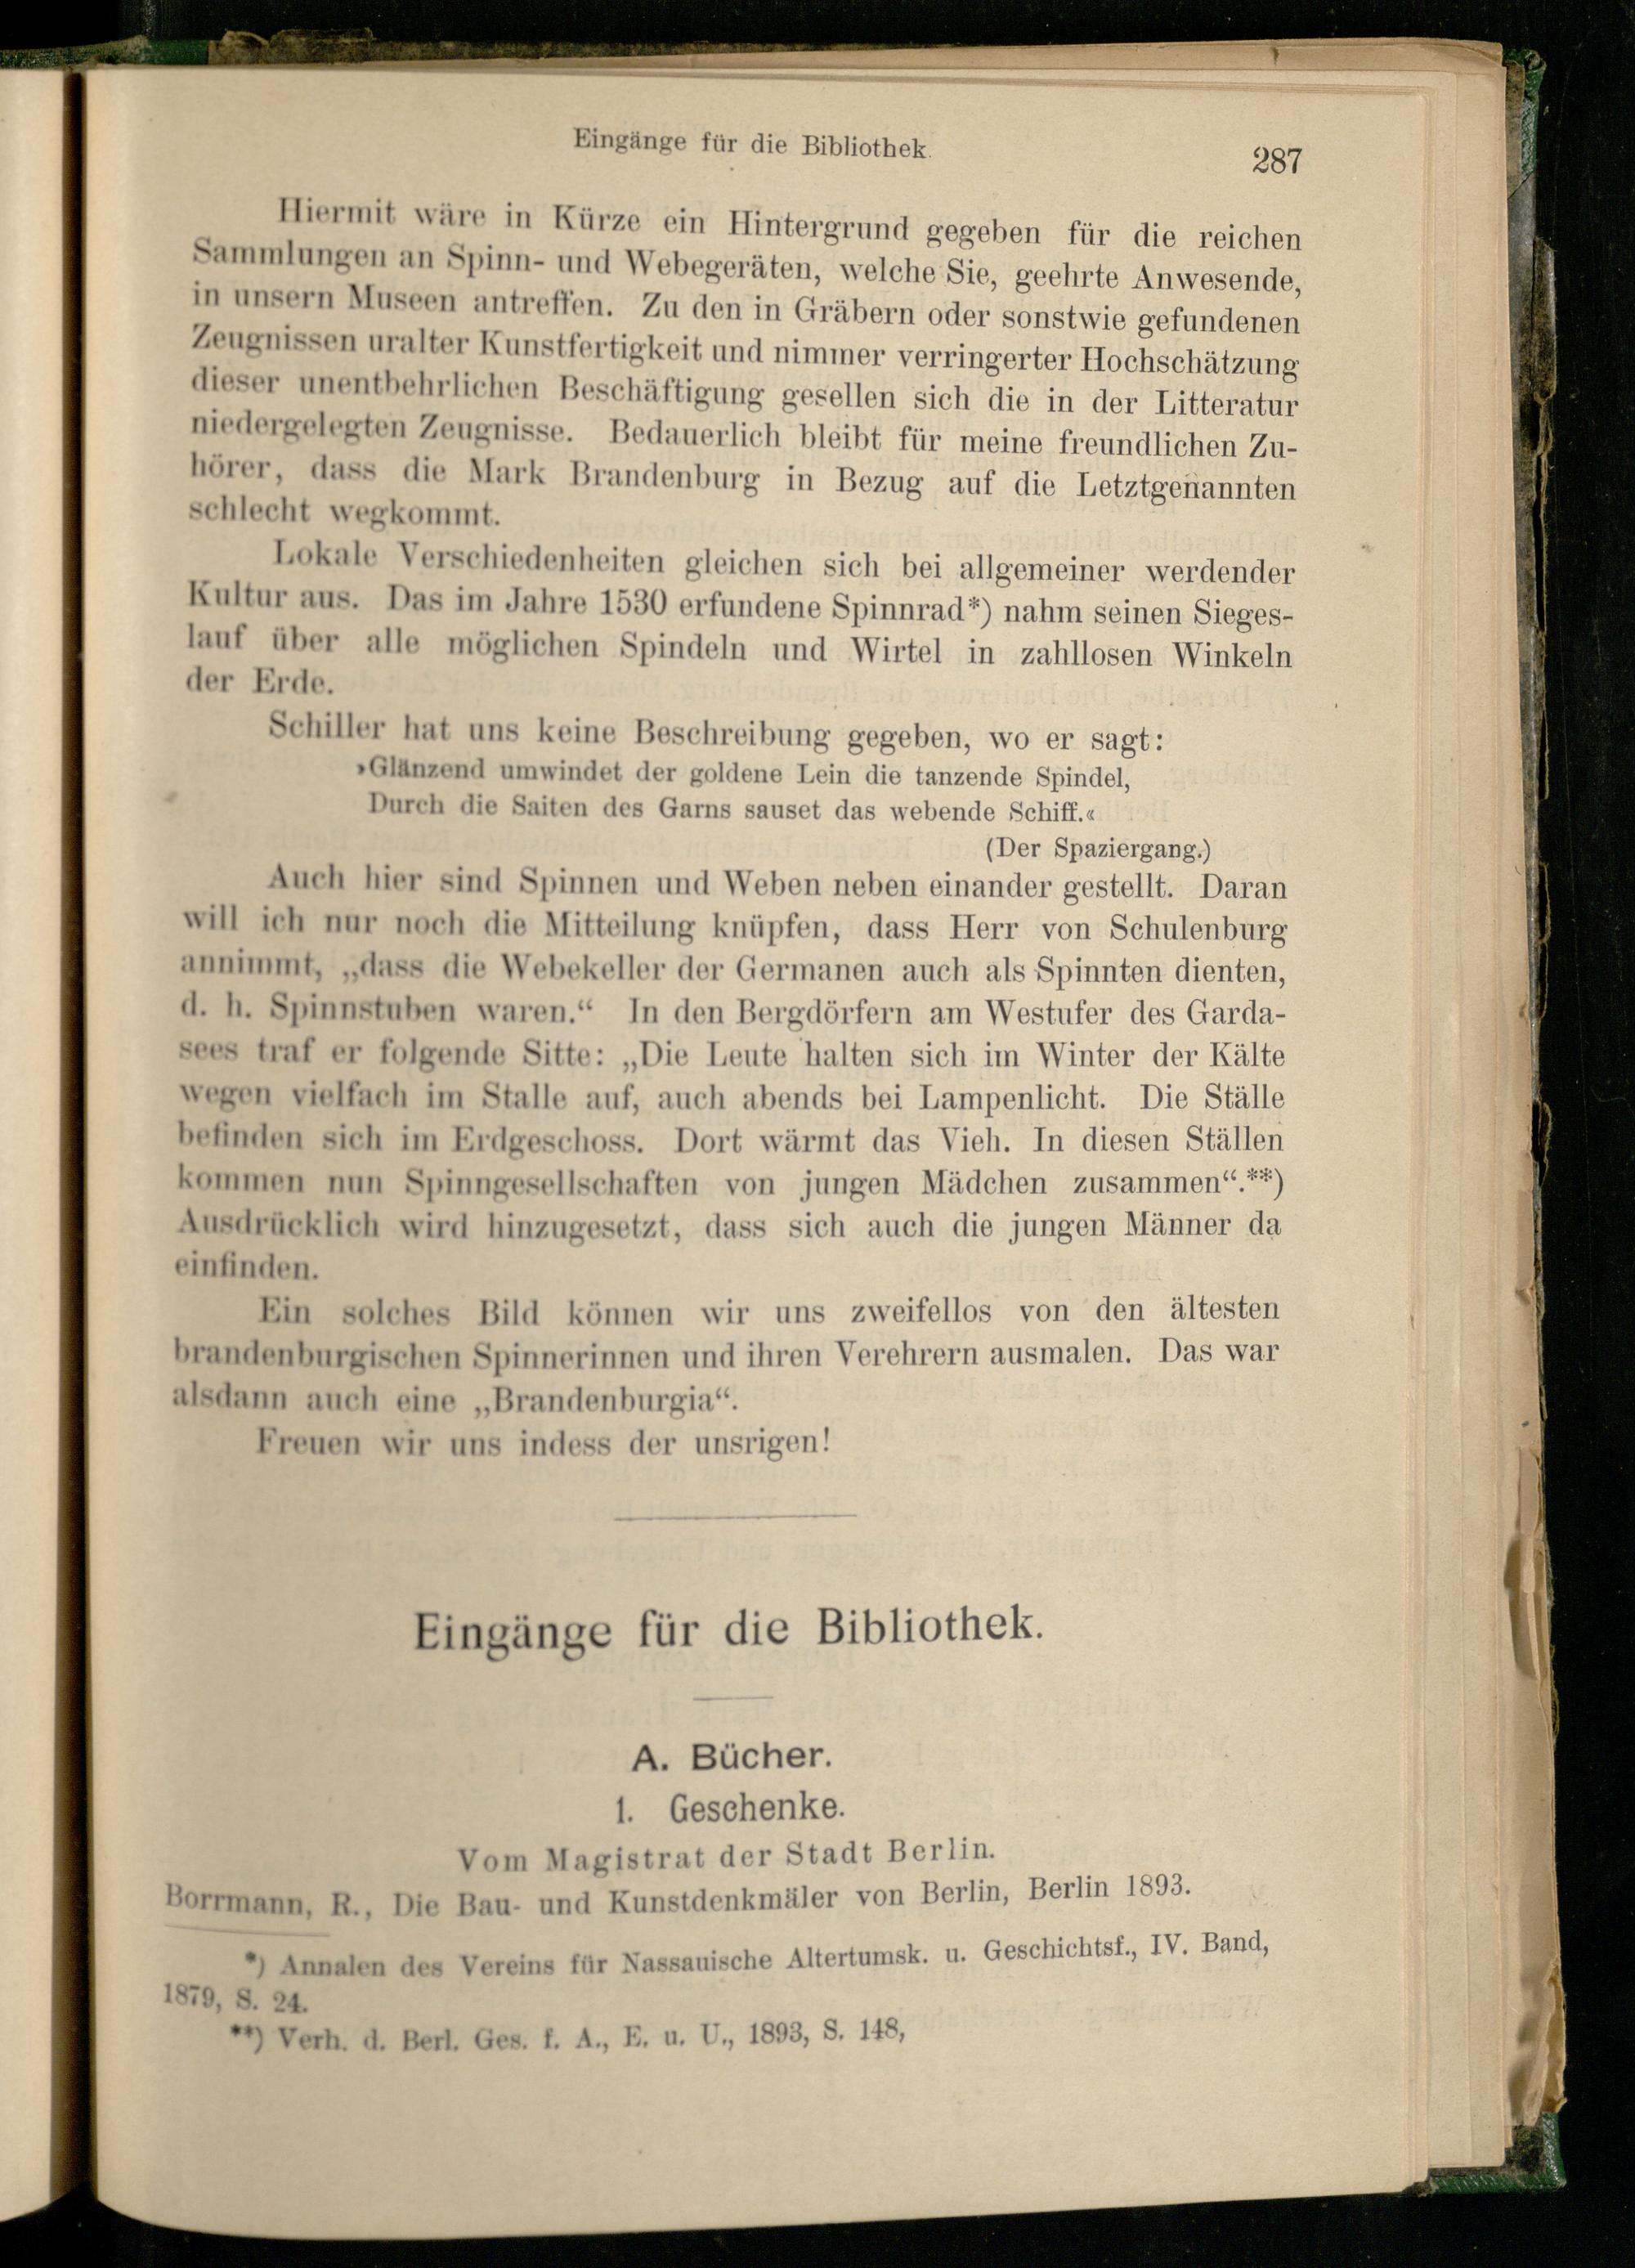 Eingänge für die Bibliothek.
287
Hiermit wäre in Kürze ein Hintergrund gegeben für die reichen
Sammlungen an Spinn- und Webegeräten, welche Sie, geehrte Anwesende,
in unsern Museen antreffen. Zu den in Gräbern oder sonstwie gefundenen
Zeugnissen uralter Kunstfertigkeit und nimmer verringerter Hochschätzung
dieser unentbehrlichen Beschäftigung gesellen sich die in der Litteratur
niedergelegten Zeugnisse. Bedauerlich bleibt für meine freundlichen Zu-
hörer, dass die Mark Brandenburg in Bezug auf die Letztgenannten
schlecht wegkommt.
Lokale Verschiedenheiten gleichen sich bei allgemeiner werdender
Kultur aus. Das im Jahre 1530 erfundene Spinnrad*) nahm seinen Sieges-
lauf über alle möglichen Spindeln und Wirtel in zahllosen Winkeln
der Erde.
Schiller hat uns keine Beschreibung gegeben, wo er sagt:
»Glänzend umwindet der goldene Lein die tanzende Spindel,
Durch die Saiten des Garns sauset das webende Schiff.«
(Der Spaziergang.)
Auch hier sind Spinnen und Weben neben einander gestellt. Daran
will ich nur noch die Mitteilung knüpfen, dass Herr von Schulenburg
annimmt, „dass die Webekeller der Germanen auch als Spinnten dienten,
d. h. Spinnstuben waren.“ In den Bergdörfern am Westufer des Garda-
sees traf er folgende Sitte: „Die Leute halten sich im Winter der Kälte
wegen vielfach im Stalle auf, auch abends bei Lampenlicht. Die Ställe
befinden sich im Erdgeschoss. Dort wärmt das Vieh. In diesen Ställen
kommen nun Spinngesellschaften von jungen Mädchen zusammen“.**)
Ausdrücklich wird hinzugesetzt, dass sich auch die jungen Männer da
einfinden.
Ein solches Bild können wir uns zweifellos von den ältesten
brandenburgischen Spinnerinnen und ihren Verehrern ausmalen. Das war
alsdann auch eine „Brandenburgia“.
Freuen wir uns indess der unsrigen!
Eingänge für die Bibliothek.
A. Bücher.
1. Geschenke.
Vom Magistrat der Stadt Berlin.
Borrmann, R., Die Bau- und Kunstdenkmäler von Berlin, Berlin 1893.
*) Annalen des Vereins für Nassauische Altertumsk. u. Geschichtsf., IV. Band,
1879, S. 24.
**) Verh. d. Berl. Ges. f. A., E. u. U., 1893, S. 148,